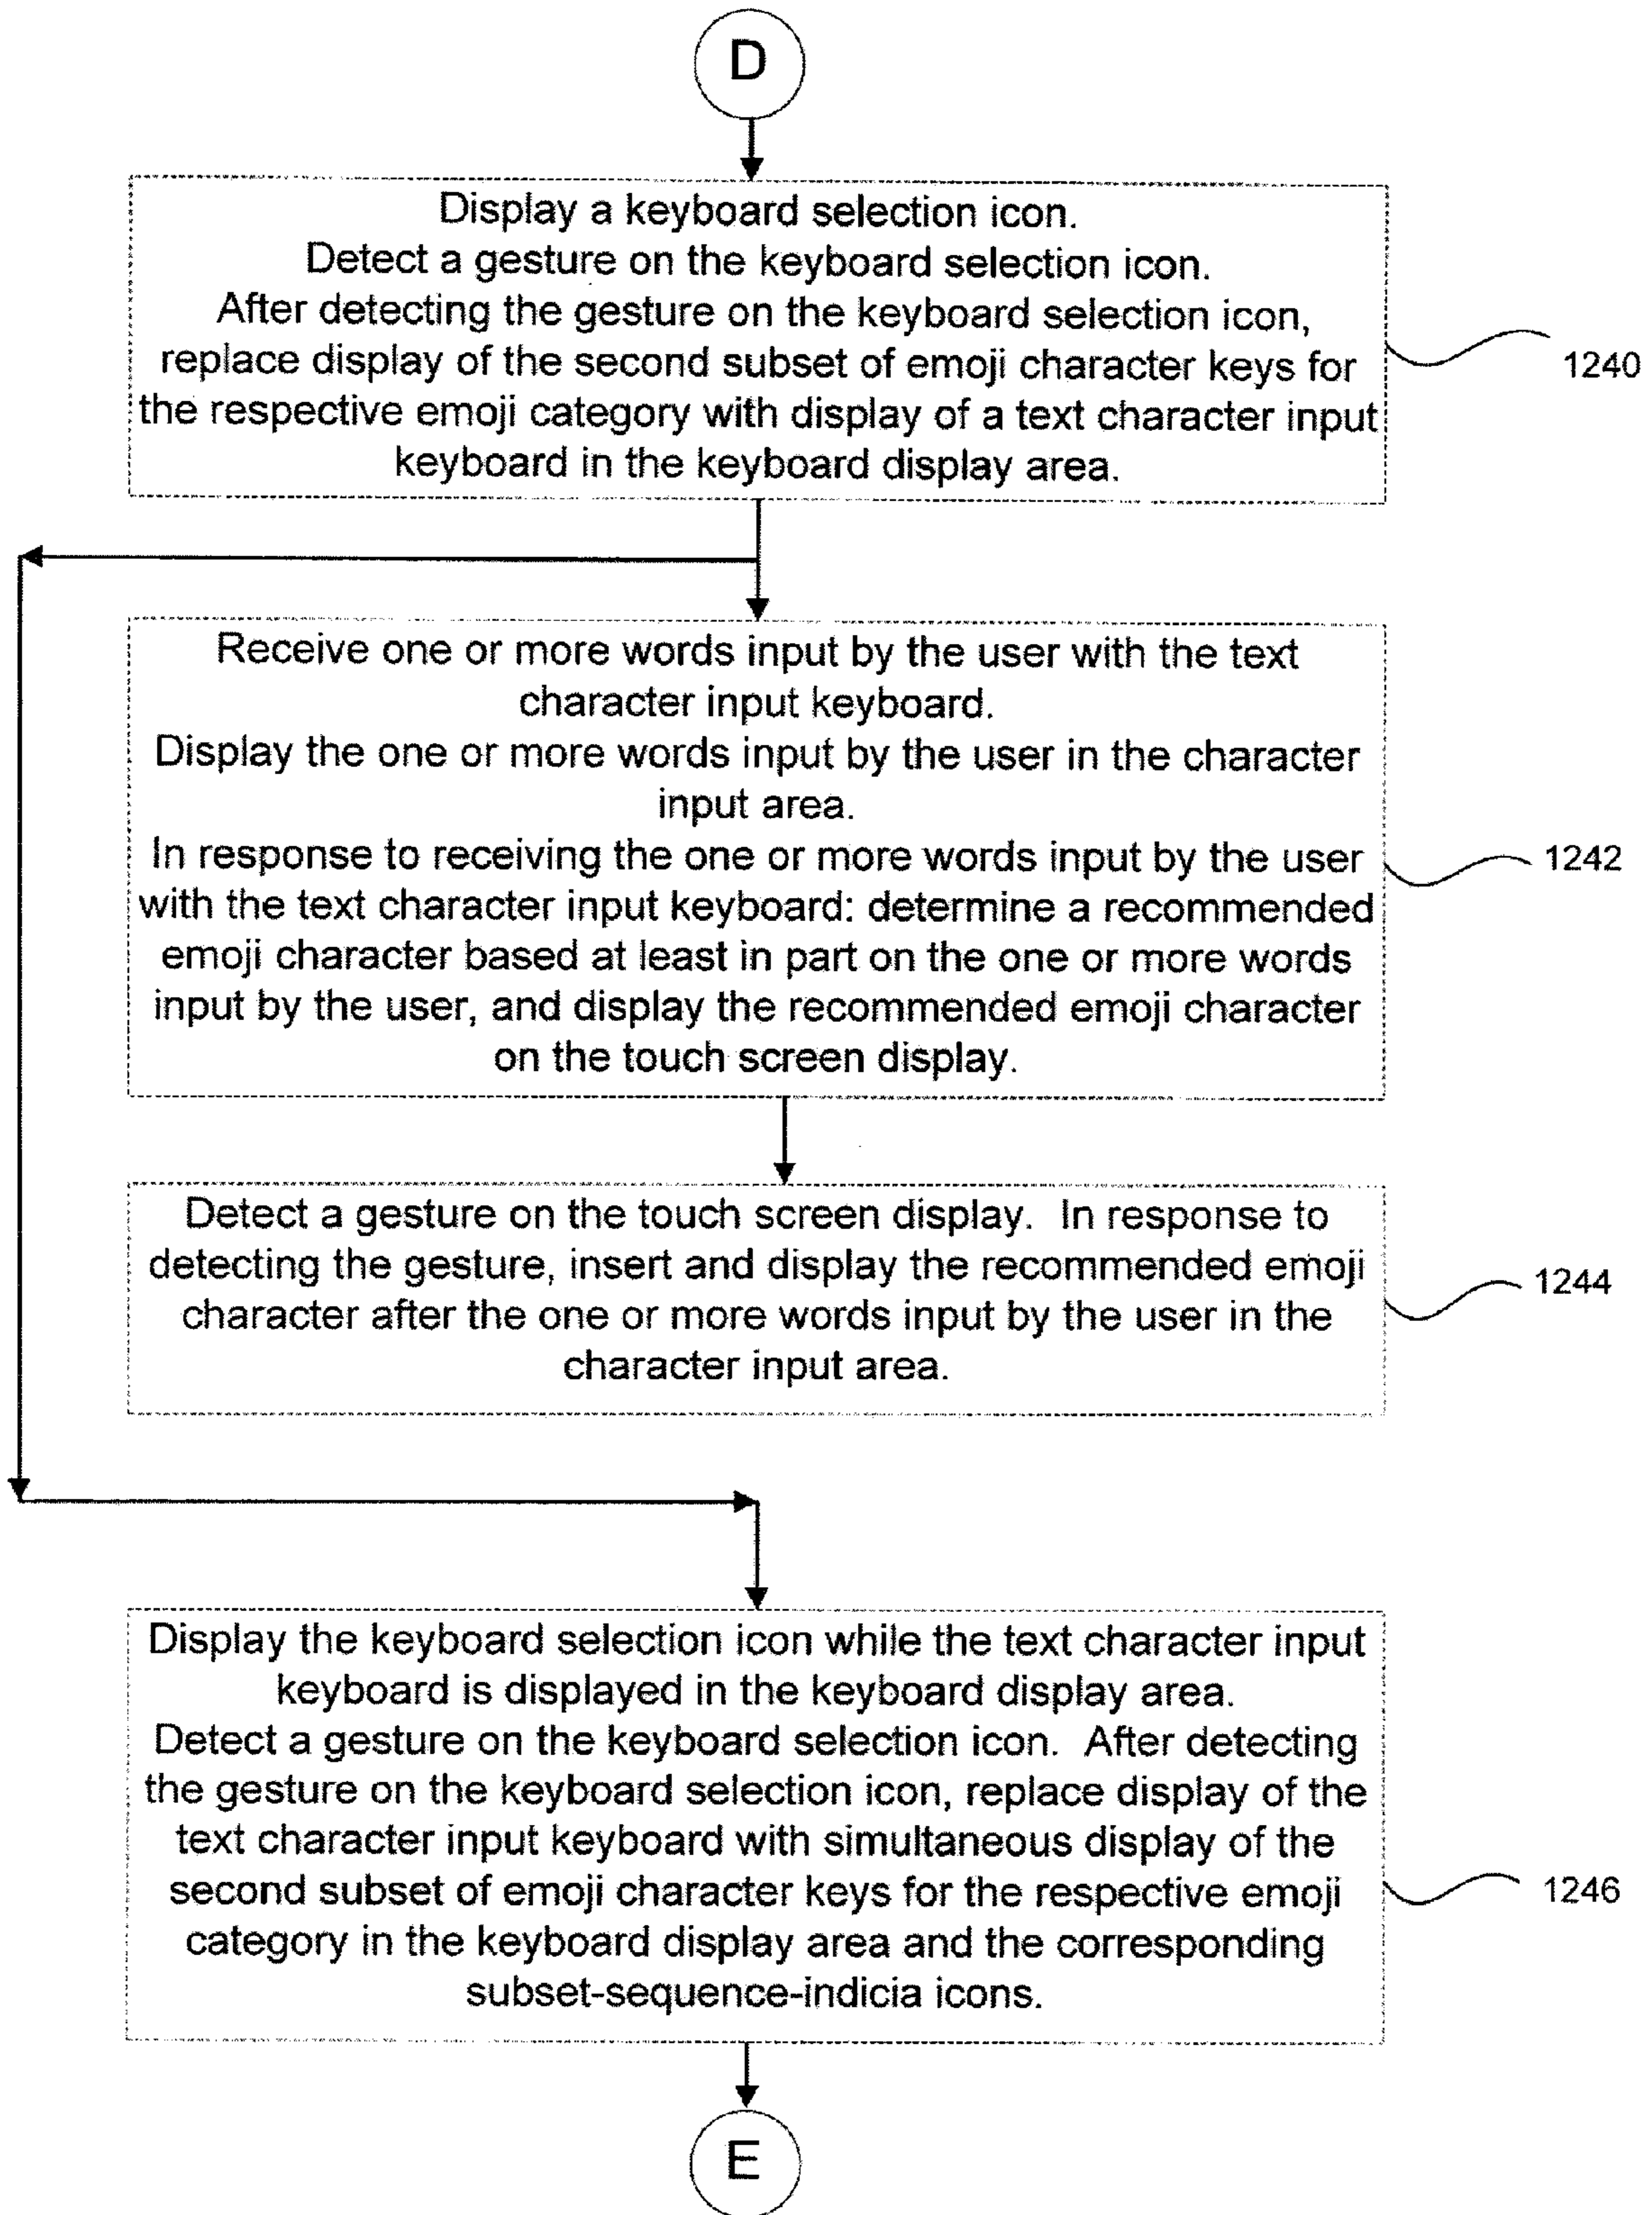 D
Display a keyboard selection icon.
Detect a gesture on the keyboard selection icon.
After detecting the gesture on the keyboard selection icon,
replace display of the second subset of emoji character keys for
the respective emoji category with display of a text character input
keyboard in the keyboard display area.
1240
Receive one or more words input by the user with the text
character input keyboard.
Display the one or more words input by the user in the character
input area.
In response to receiving the one or more words input by the user
with the text character input keyboard: determine a recommended
emoji character based at least in part on the one or more words
input by the user, and display the recommended emoji character
on the touch screen display.
1242
Detect a gesture on the touch screen display.  In response to
detecting the gesture, insert and display the recommended emoji
character after the one or more words input by the user in the
character input area.
1244
Display the keyboard selection icon while the text character input
keyboard is displayed in the keyboard display area.
Detect a gesture on the keyboard selection icon.  After detecting
the gesture on the keyboard selection icon, replace display of the
text character input keyboard with simultaneous display of the
second subset of emoji character keys for the respective emoji
category in the keyboard display area and the corresponding
subset-sequence-indicia icons.
1246
E